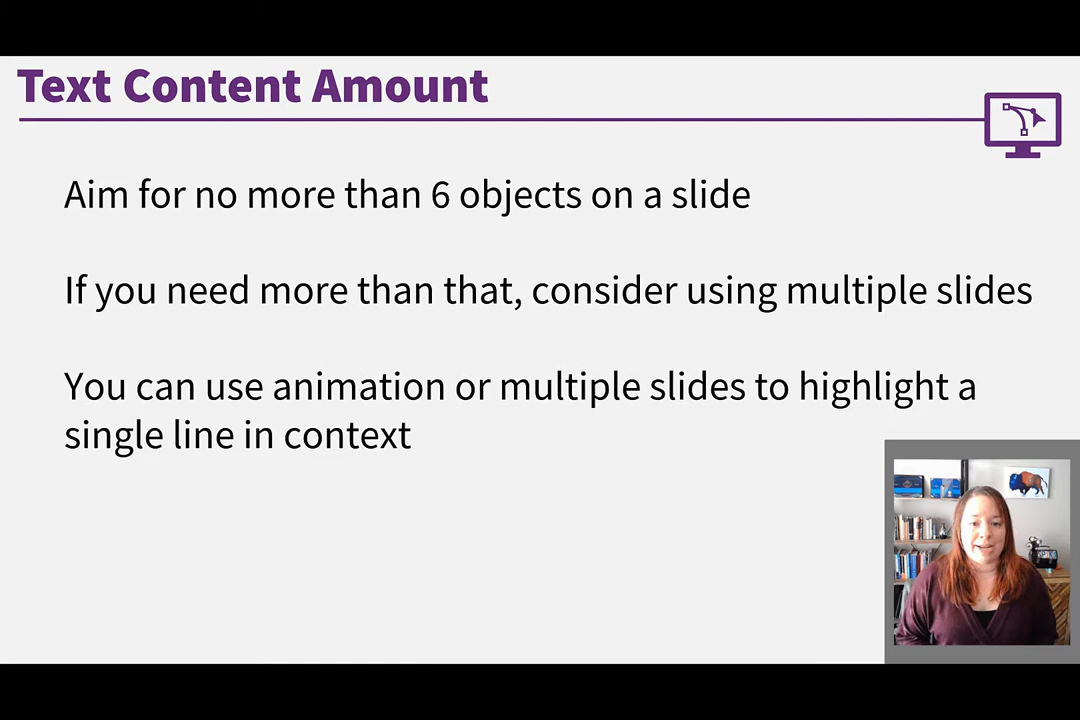 Text Content Amount
Aim for no more than 6 objects on a slide
If you need more than that, consider using multiple slides
You can use animation or multiple slides to highlight a
single line in context